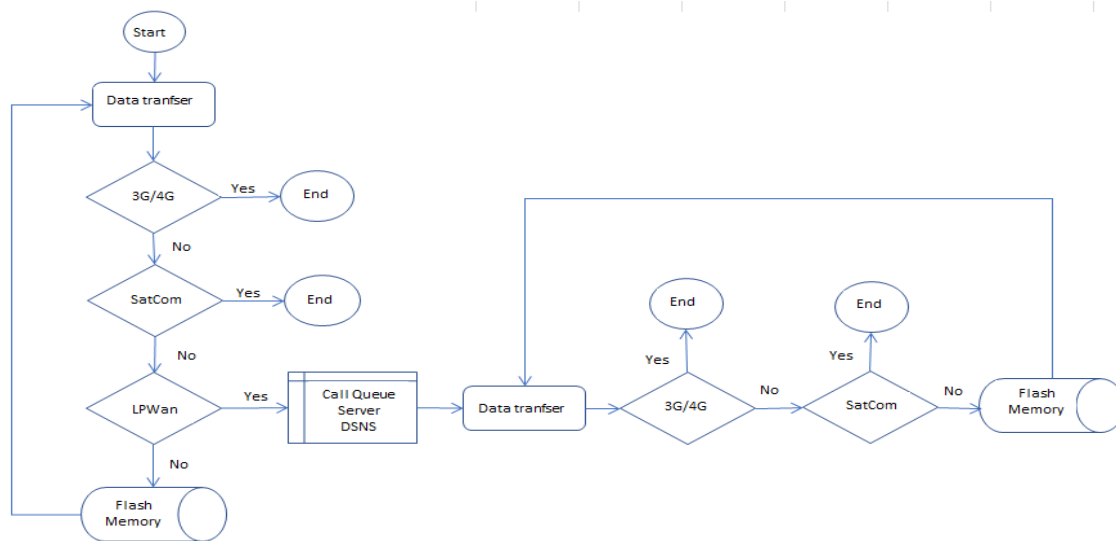 Start
Data tranfser
3G/4G
Yes
End
No
SatCom
Yes
End
No
LPWan
Yes
Call Queue
Server
DSNS
Data tranfser
3G/4G
Yes
End
No
SatCom
Yes
End
No
Flash
Memory
No
Flash
Memory